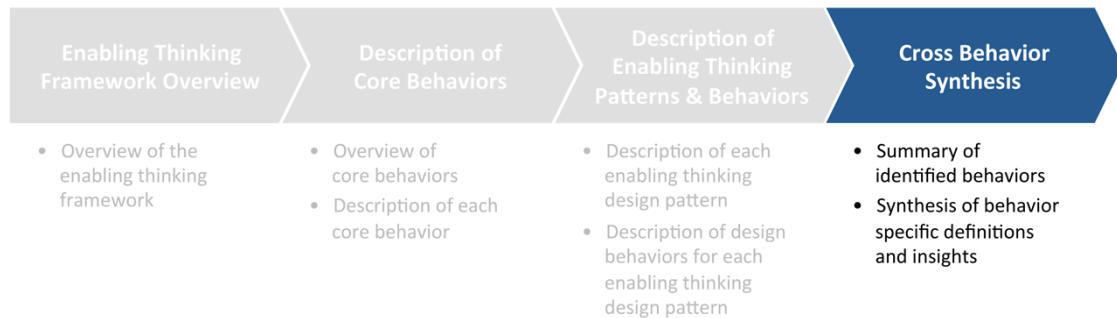 Enabling Thinking
Framework Overview
Description of
Core Behaviors
Description of
Enabling Thinking
Patterns & Behaviors
Cross Behavior
Synthesis
• Overview of the
enabling thinking
framework
• Overview of
core behaviors
• Description of each
core behavior
• Description of each
enabling thinking
design pattern
• Description of design
behaviors for each
enabling thinking
design pattern
• Summary of
identified behaviors
• Synthesis of behavior
specific definitions
and insights